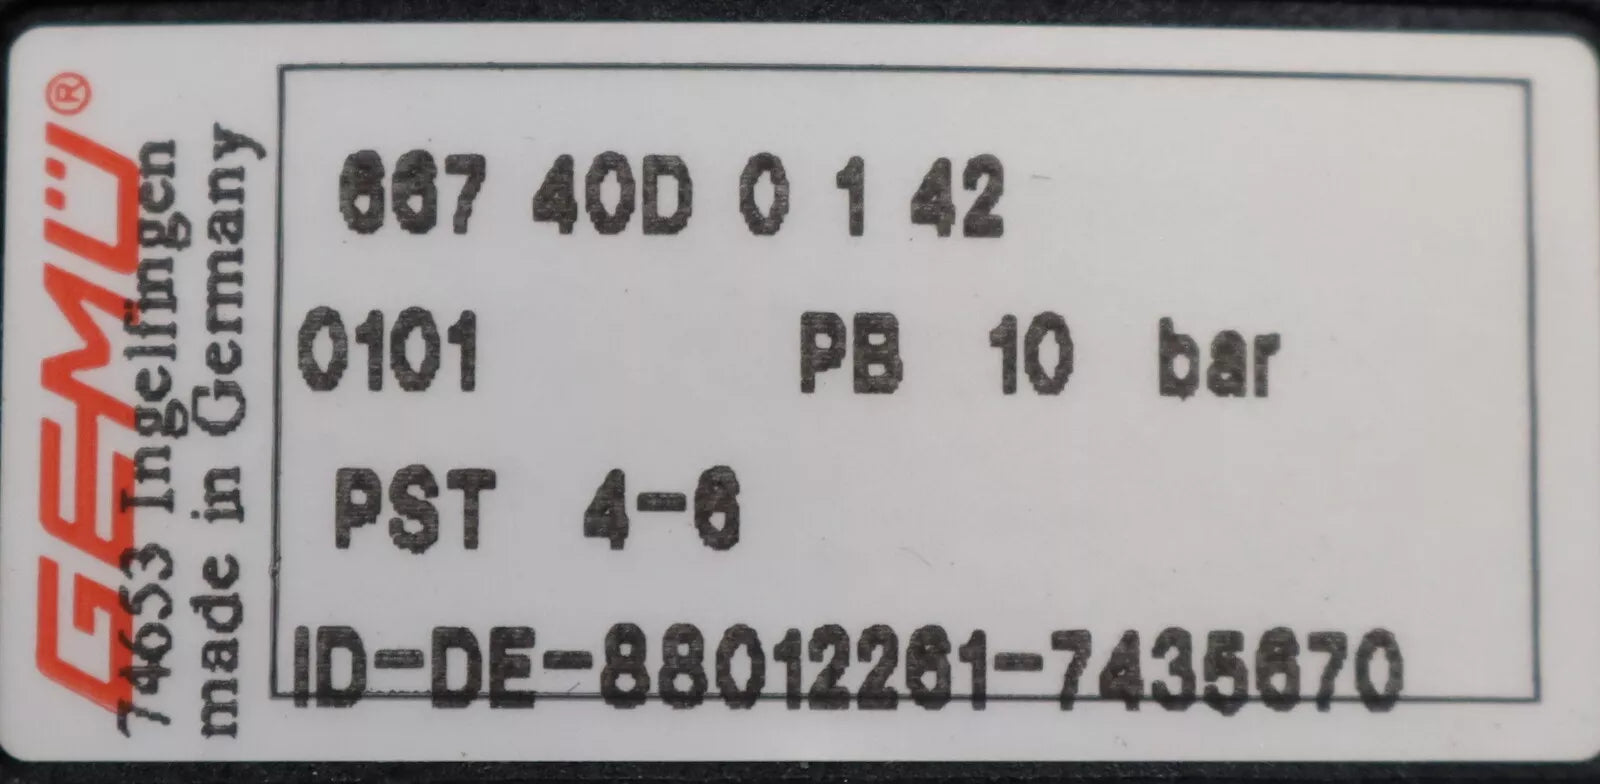 GEMÜ®
74653 Ingelfingen
made in Germany
667 40D 0 1 42
0101 PB 10 bar
PST 4-6
ID-DE-88012261-7435670